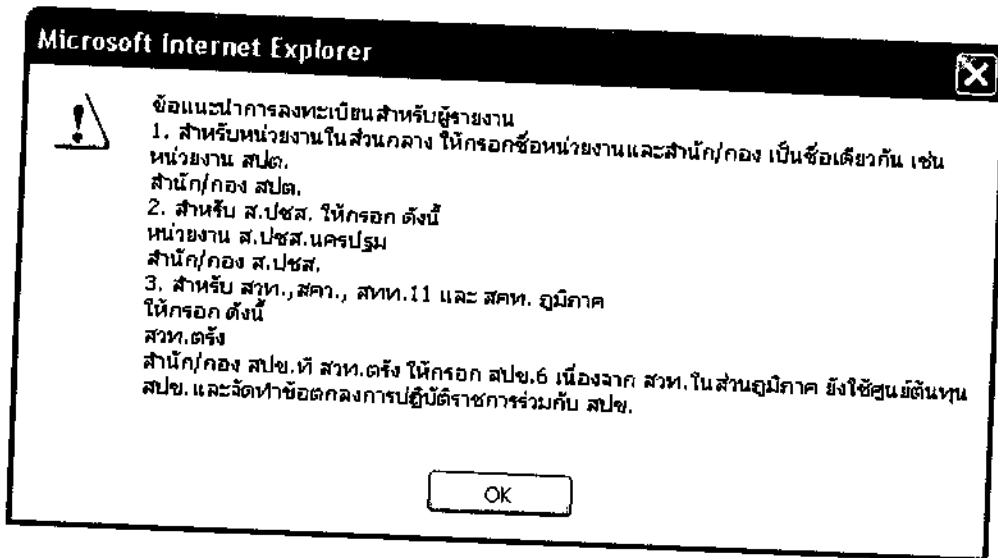 Microsoft Internet Explorer
ข้อแนะนำการลงทะเบียนสำหรับผู้รายงาน
1. สำหรับหน่วยงานในส่วนกลาง ให้กรอกชื่อหน่วยงานและสำนัก/กอง เป็นชื่อเดียวกัน เช่น
หน่วยงาน สปต.
สำนัก/กอง สปต.
2. สำหรับ ส.ปชส. ให้กรอก ดังนี้
หน่วยงาน ส.ปชส.นครปฐม
สำนัก/กอง ส.ปชส.
3. สำหรับ สวท.,สคว., สทท.11 และ สคท. ภูมิภาค
ให้กรอก ดังนี้
สวท.ตรัง
สำนัก/กอง สปข.ที่ สวท.ตรัง ให้กรอก สปข.6 เนื่องจาก สวท.ในส่วนภูมิภาค ยังใช้ศูนย์ต้นทุน
สปข. และจัดทำข้อตกลงการปฏิบัติราชการร่วมกับ สปข.
OK